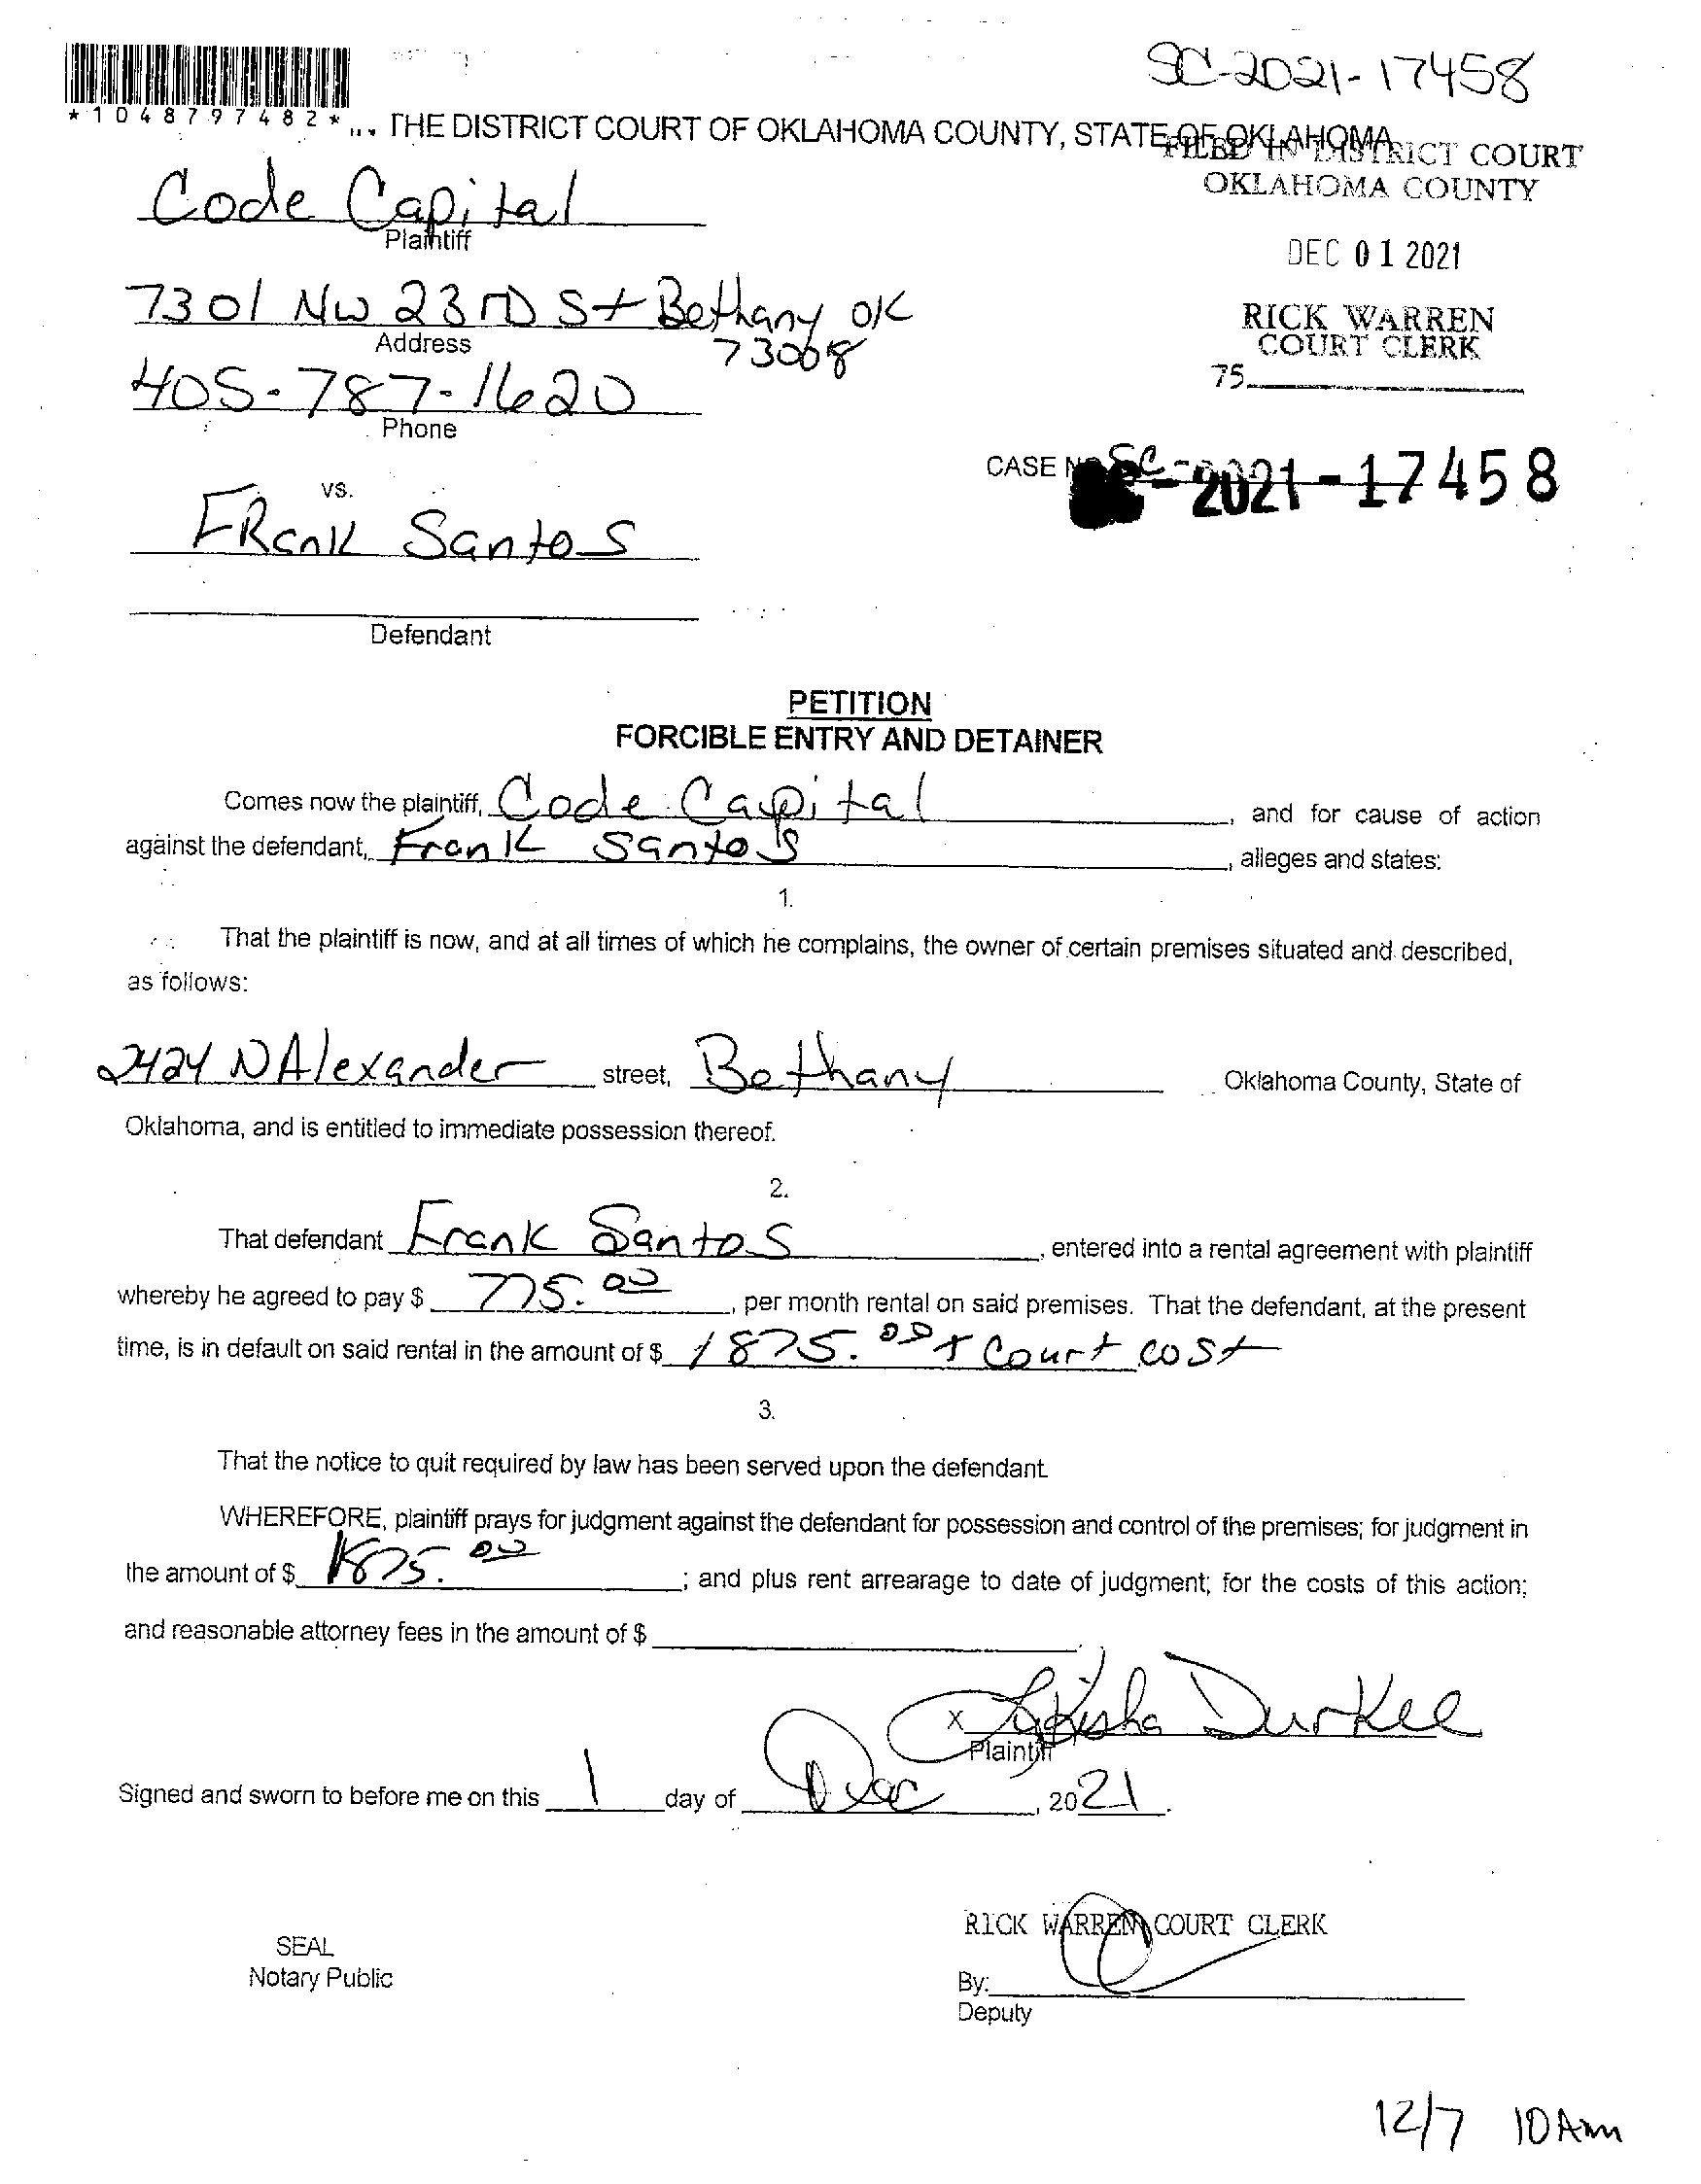 SC-2021-17458
*1048797482*
THE DISTRICT COURT OF OKLAHOMA COUNTY, STATE OF OKLAHOMA
FILED IN DISTRICT COURT
OKLAHOMA COUNTY
Code Capital
Plaintiff
DEC 01 2021
7301 NW 23RD St Bethany OK
73008
Address
RICK WARREN
COURT CLERK
75
405-787-1620
Phone
CASE NO. SC-2021-17458
vs.
FRank Santos
Defendant
PETITION
FORCIBLE ENTRY AND DETAINER
Comes now the plaintiff, Code Capital, and for cause of action
against the defendant, Frank Santos, alleges and states:
1.
That the plaintiff is now, and at all times of which he complains, the owner of certain premises situated and described,
as follows:
2424 N Alexander street, Bethany Oklahoma County, State of
Oklahoma, and is entitled to immediate possession thereof.
2.
That defendant Frank Santos, entered into a rental agreement with plaintiff
whereby he agreed to pay $ 775.00, per month rental on said premises. That the defendant, at the present
time, is in default on said rental in the amount of $ 1875.00 + Court cost
3.
That the notice to quit required by law has been served upon the defendant.
WHEREFORE, plaintiff prays for judgment against the defendant for possession and control of the premises; for judgment in
the amount of $ 1875.00; and plus rent arrearage to date of judgment; for the costs of this action;
and reasonable attorney fees in the amount of $
X Durkee
Plaintiff
Signed and sworn to before me on this 1 day of Dec, 2021.
RICK WARREN COURT CLERK
SEAL
Notary Public
By:
Deputy
12/7 10Am